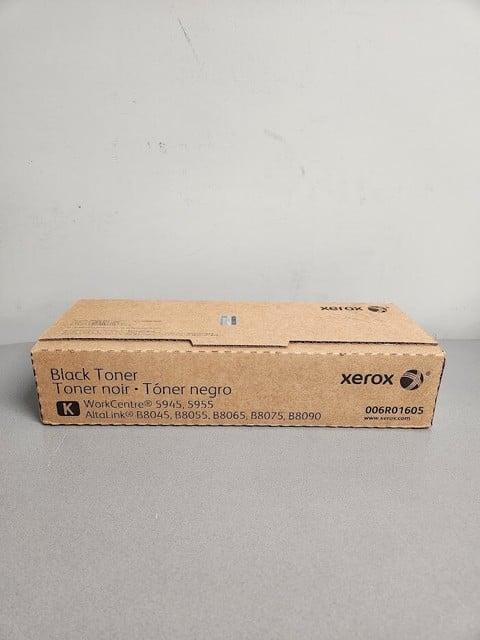 xerox
Black Toner
Toner noir • Tóner negro
K WorkCentre® 5945, 5955
AltaLink® B8045, B8055, B8065, B8075, B8090
xerox
006R01605
www.xerox.com